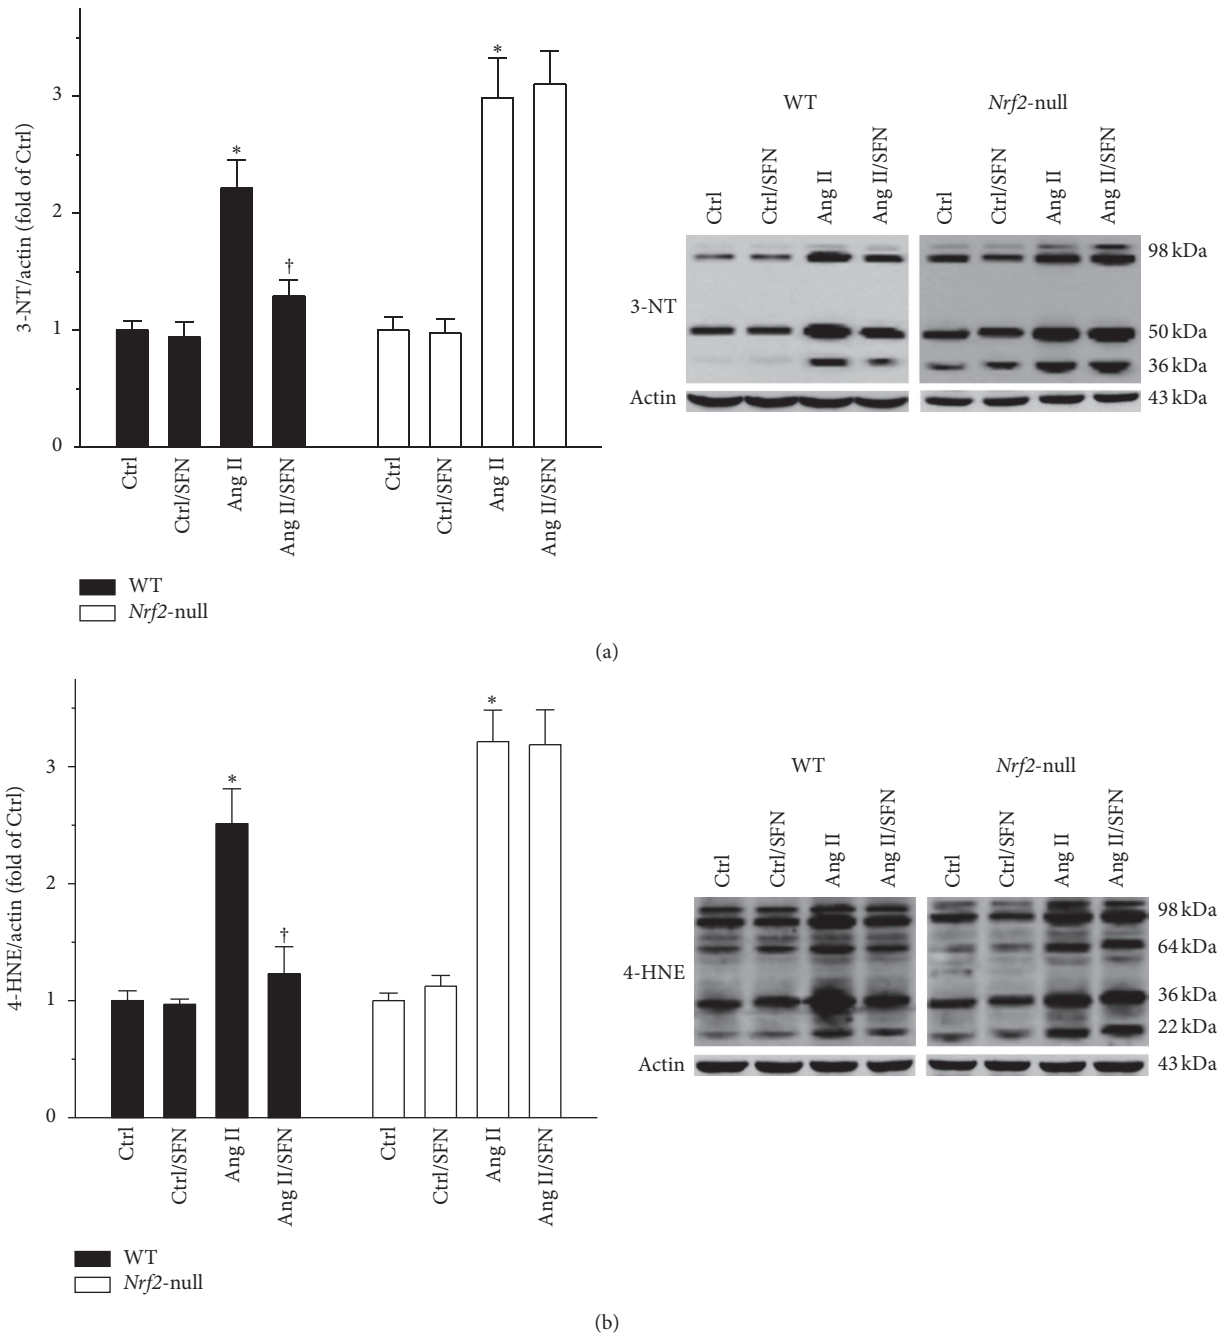 3-NT/actin (fold of Ctrl)
3
2
1
0
*
†
*
Ctrl
Ctrl/SFN
Ang II
Ang II/SFN
Ctrl
Ctrl/SFN
Ang II
Ang II/SFN
WT
Nrf2-null
WT
Nrf2-null
Ctrl
Ctrl/SFN
Ang II
Ang II/SFN
Ctrl
Ctrl/SFN
Ang II
Ang II/SFN
3-NT
98 kDa
50 kDa
36 kDa
Actin
43 kDa
(a)
4-HNE/actin (fold of Ctrl)
3
2
1
0
*
†
*
Ctrl
Ctrl/SFN
Ang II
Ang II/SFN
Ctrl
Ctrl/SFN
Ang II
Ang II/SFN
WT
Nrf2-null
WT
Nrf2-null
Ctrl
Ctrl/SFN
Ang II
Ang II/SFN
Ctrl
Ctrl/SFN
Ang II
Ang II/SFN
4-HNE
98 kDa
64 kDa
36 kDa
22 kDa
Actin
43 kDa
(b)